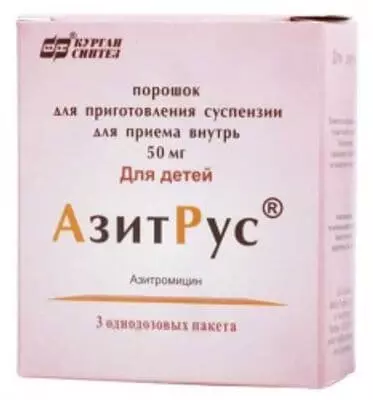 КУРГАН
СИНТЕЗ
порошок
для приготовления суспензии
для приема внутрь
50 мг
Для детей
АзитРус®
Азитромицин
3 однодозовых пакета